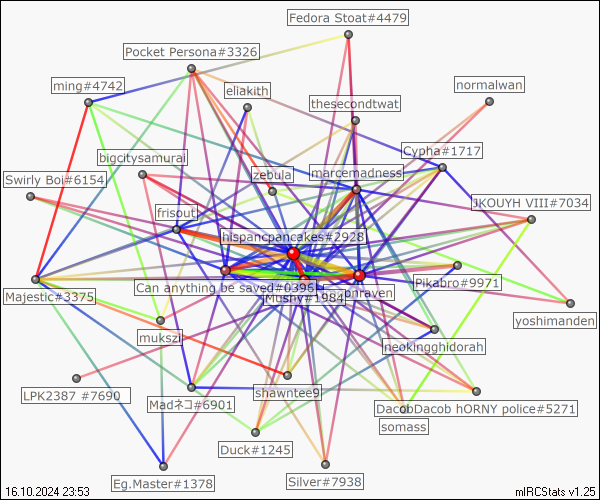 Fedora Stoat#4479
Pocket Persona#3326
ming#4742
eliakith
normalwan
thesecondtwat
bigcitysamurai
Cypha#1717
zebula
marcemadness
Swirly Boi#6154
JKOUYH VIII#7034
frisout
hispancpancakes#2928
Can anything be saved#0396
Moshy#1984
onraven
Pikabro#9971
Majestic#3375
yoshimanden
mukszi
neokingghidorah
LPK2387 #7690
shawntee9
Madネコ#6901
DacobDacob hORNY police#5271
somass
Duck#1245
Eg.Master#1378
Silver#7938
16.10.2024 23:53
mIRCStats v1.25